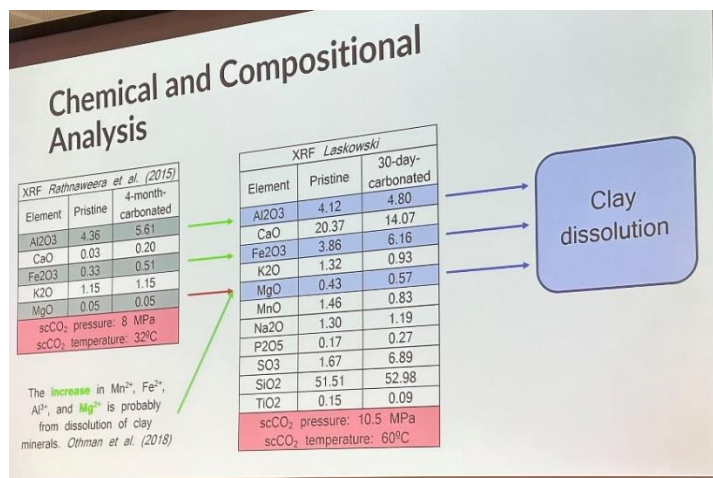 Chemical and Compositional
Analysis
XRF Rathnaweera et al. (2015)
Element Pristine 4-month-
carbonated
Al2O3 4.36 5.61
CaO 0.03 0.20
Fe2O3 0.33 0.51
K2O 1.15 1.15
MgO 0.05 0.05
scCO₂ pressure: 8 MPa
scCO₂ temperature: 32ºC
The increase in Mn²⁺, Fe²⁺,
Al³⁺, and Mg²⁺ is probably
from dissolution of clay
minerals. Othman et al. (2018)
XRF Laskowski
Element Pristine 30-day-
carbonated
Al2O3 4.12 4.80
CaO 20.37 14.07
Fe2O3 3.86 6.16
K2O 1.32 0.93
MgO 0.43 0.57
MnO 1.46 0.83
Na2O 1.30 1.19
P2O5 0.17 0.27
SO3 1.67 6.89
SiO2 51.51 52.98
TiO2 0.15 0.09
scCO₂ pressure: 10.5 MPa
scCO₂ temperature: 60ºC
Clay
dissolution